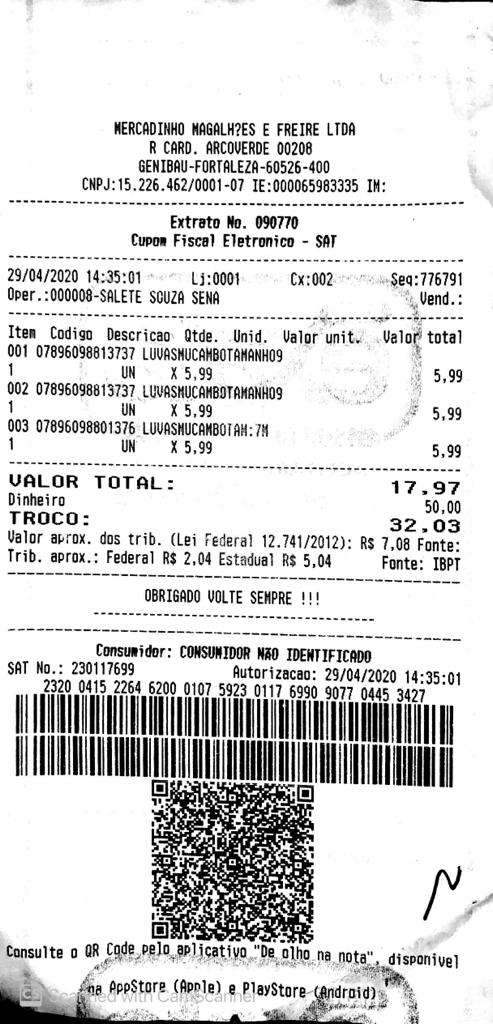 MERCADINHO MAGALH?ES E FREIRE LTDA
R CARD. ARCOVERDE 00208
GENIBAU-FORTALEZA-60526-400
CNPJ:15.226.462/0001-07 IE:000065983335 IM:
Extrato No. 090770
Cupom Fiscal Eletronico - SAT
29/04/2020 14:35:01 Lj:0001 Cx:002 Seq:776791
Oper.:000008-SALETE SOUZA SENA Vend.:
Item Codigo Descricao Qtde. Unid. Valor unit. Valor total
001 07896098813737 LUVASMUCAMBOTAMANHO9
1 UN X 5,99 5,99
002 07896098813737 LUVASMUCAMBOTAMANHO9
1 UN X 5,99 5,99
003 07896098801376 LUVASMUCAMBOTAM:7M
1 UN X 5,99 5,99
VALOR TOTAL: 17,97
Dinheiro 50,00
TROCO: 32,03
Valor aprox. dos trib. (Lei Federal 12.741/2012): R$ 7,08 Fonte:
Trib. aprox.: Federal R$ 2,04 Estadual R$ 5,04 Fonte: IBPT
OBRIGADO VOLTE SEMPRE !!!
Consumidor: CONSUMIDOR NÃO IDENTIFICADO
SAT No.: 230117699 Autorizacao: 29/04/2020 14:35:01
2320 0415 2264 6200 0107 5923 0117 6990 9077 0445 3427
Consulte o QR Code pelo aplicativo "De olho na nota", disponivel
na AppStore (Apple) e PlayStore (Android)
CS Scanned with CamScanner